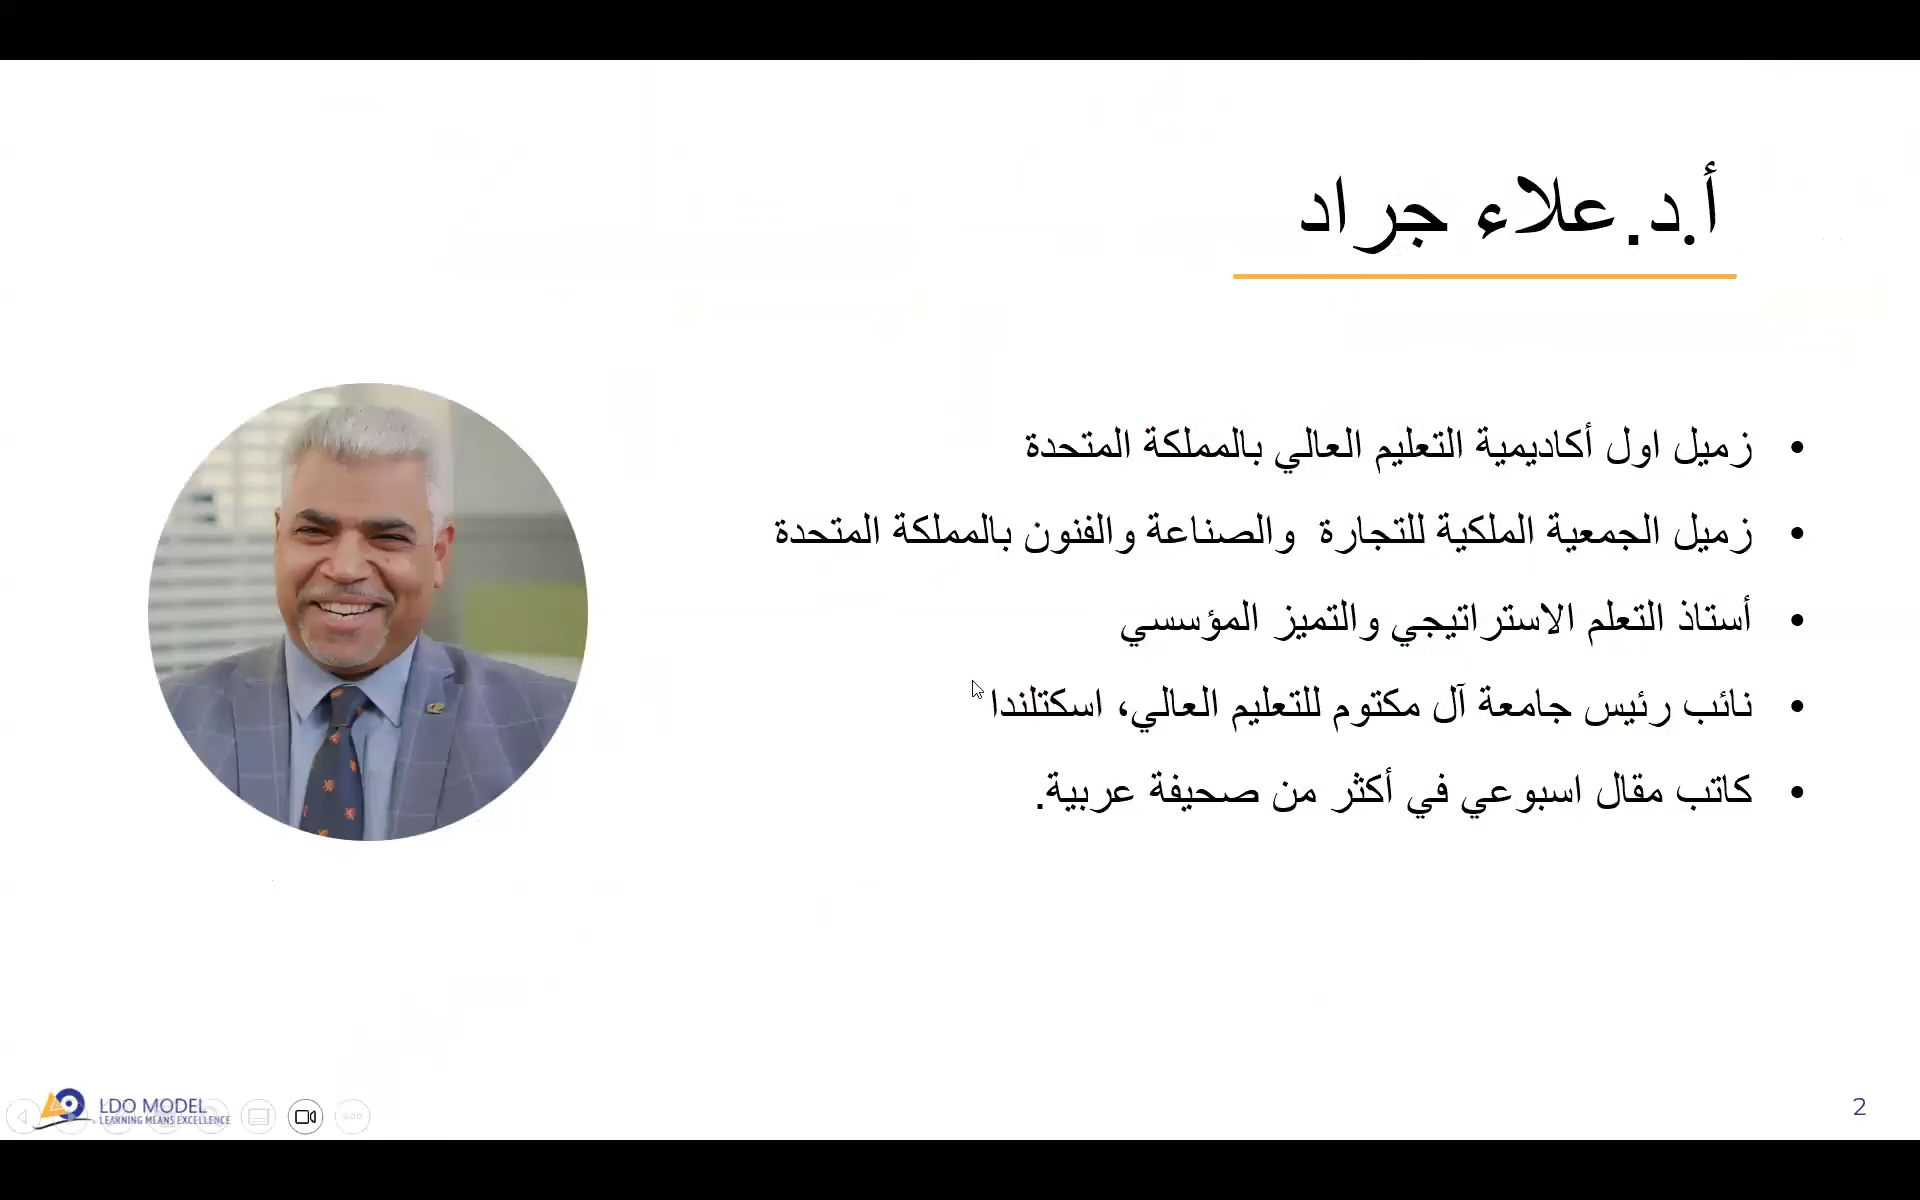 أ.د.علاء جراد
• زميل اول أكاديمية التعليم العالي بالمملكة المتحدة
• زميل الجمعية الملكية للتجارة والصناعة والفنون بالمملكة المتحدة
• أستاذ التعلم الاستراتيجي والتميز المؤسسي
• نائب رئيس جامعة آل مكتوم للتعليم العالي، اسكتلندا
• كاتب مقال اسبوعي في أكثر من صحيفة عربية.
LDO MODEL
LEARNING MEANS EXCELLENCE
2